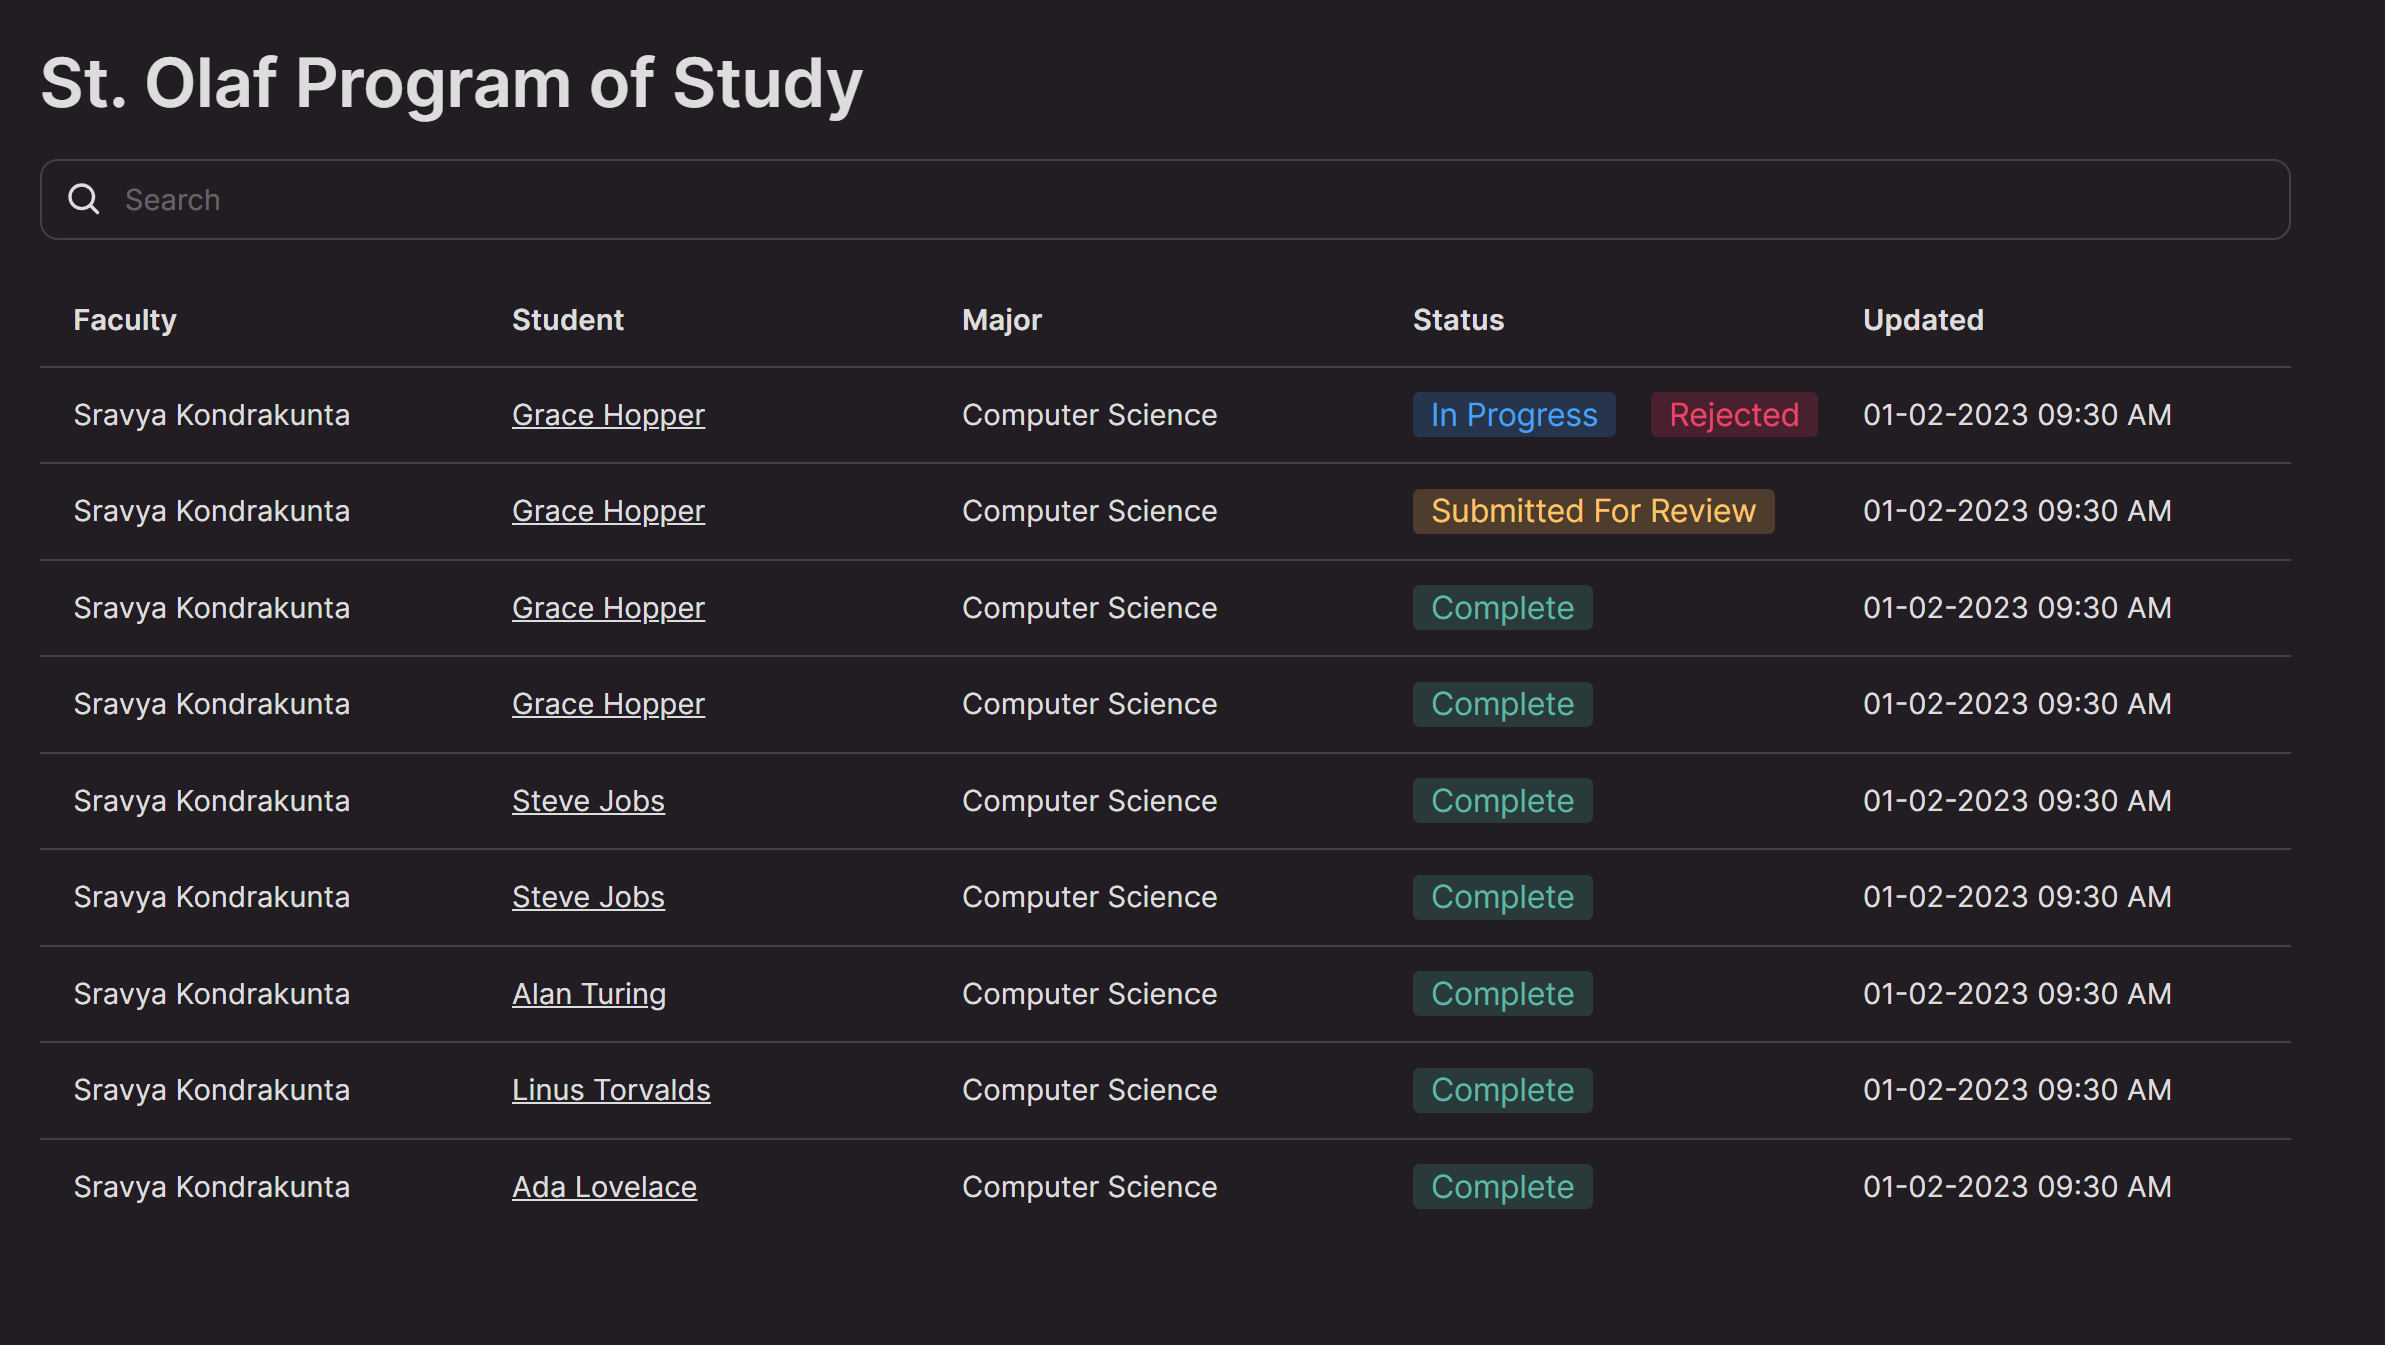 St. Olaf Program of Study
Search
Faculty Student Major Status Updated
Sravya Kondrakunta Grace Hopper Computer Science In Progress Rejected 01-02-2023 09:30 AM
Sravya Kondrakunta Grace Hopper Computer Science Submitted For Review 01-02-2023 09:30 AM
Sravya Kondrakunta Grace Hopper Computer Science Complete 01-02-2023 09:30 AM
Sravya Kondrakunta Grace Hopper Computer Science Complete 01-02-2023 09:30 AM
Sravya Kondrakunta Steve Jobs Computer Science Complete 01-02-2023 09:30 AM
Sravya Kondrakunta Steve Jobs Computer Science Complete 01-02-2023 09:30 AM
Sravya Kondrakunta Alan Turing Computer Science Complete 01-02-2023 09:30 AM
Sravya Kondrakunta Linus Torvalds Computer Science Complete 01-02-2023 09:30 AM
Sravya Kondrakunta Ada Lovelace Computer Science Complete 01-02-2023 09:30 AM